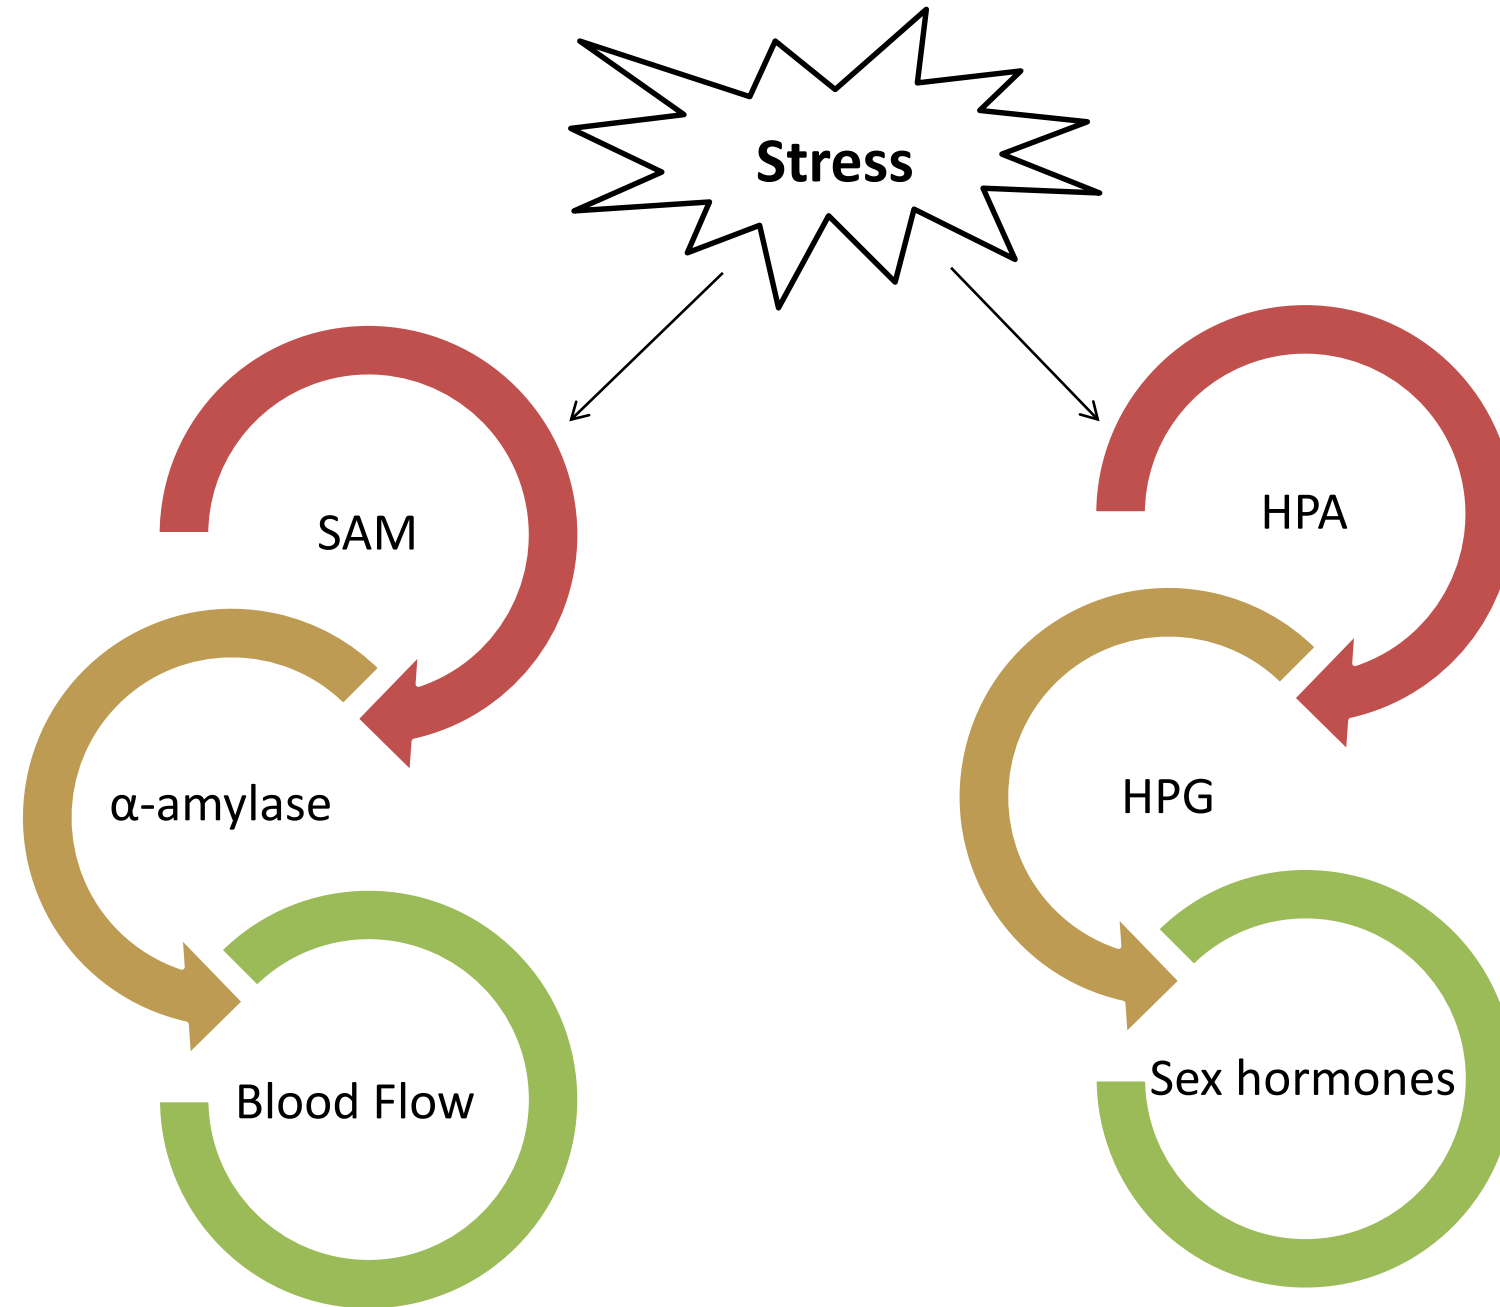 Stress
SAM
HPA
α-amylase
HPG
Blood Flow
Sex hormones